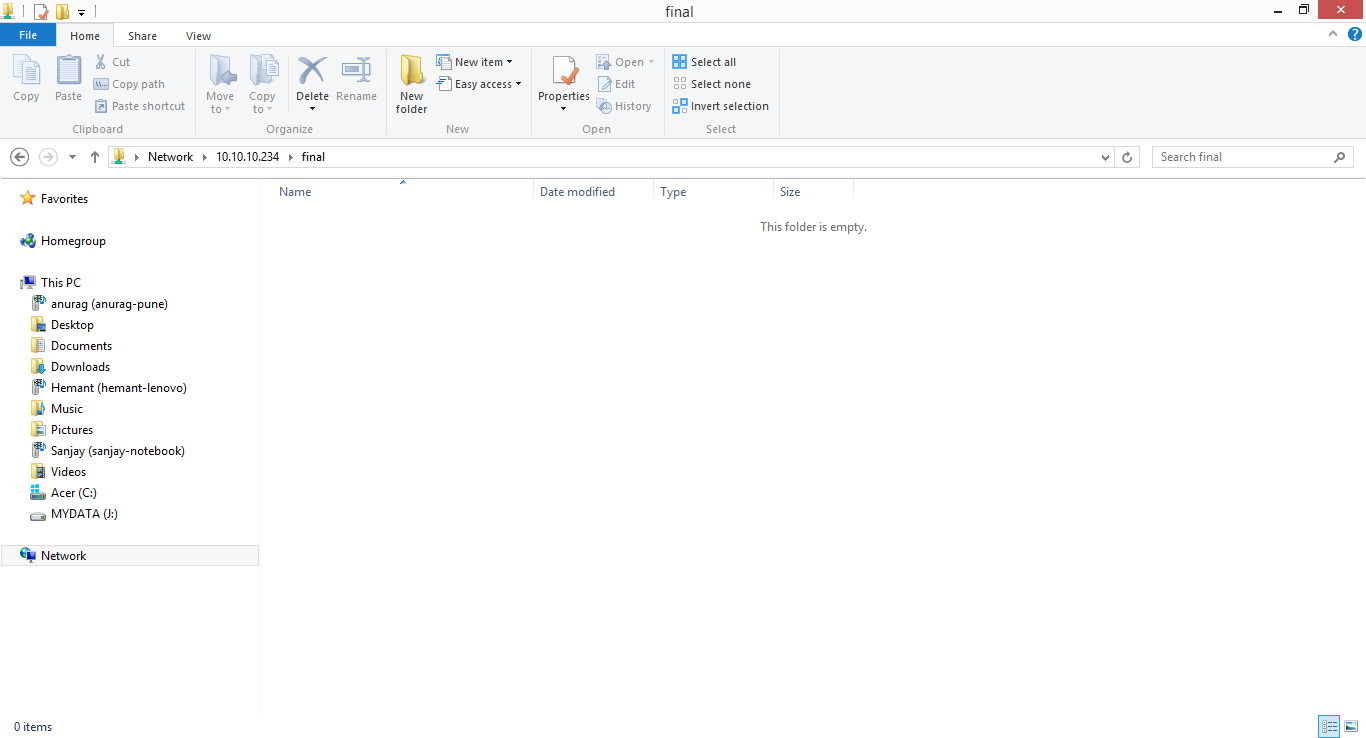 final
File Home Share View
Copy
Paste
Cut
Copy path
Paste shortcut
Clipboard
Move to
Copy to
Delete
Rename
Organize
New folder
New item
Easy access
New
Properties
Open
Edit
History
Open
Select all
Select none
Invert selection
Select
Network 10.10.10.234 final
Search final
Name Date modified Type Size
This folder is empty.
Favorites
Homegroup
This PC
anurag (anurag-pune)
Desktop
Documents
Downloads
Hemant (hemant-lenovo)
Music
Pictures
Sanjay (sanjay-notebook)
Videos
Acer (C:)
MYDATA (J:)
Network
0 items